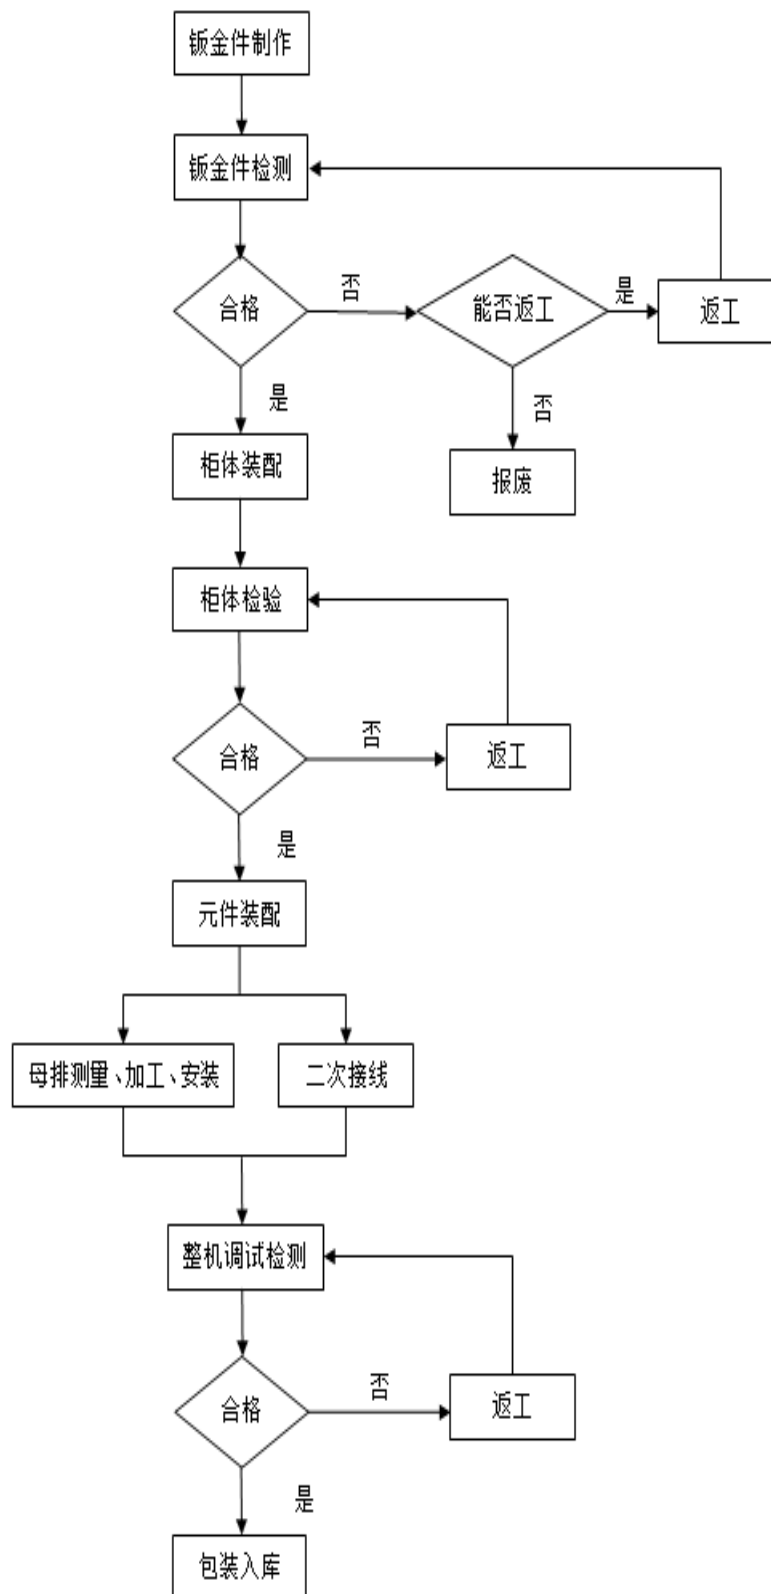 钣金件制作
钣金件检测
合格
否
能否返工
是
返工
是
否
柜体装配
报废
柜体检验
否
合格
返工
是
元件装配
母排测量、加工、安装
二次接线
整机调试检测
否
合格
返工
是
包装入库